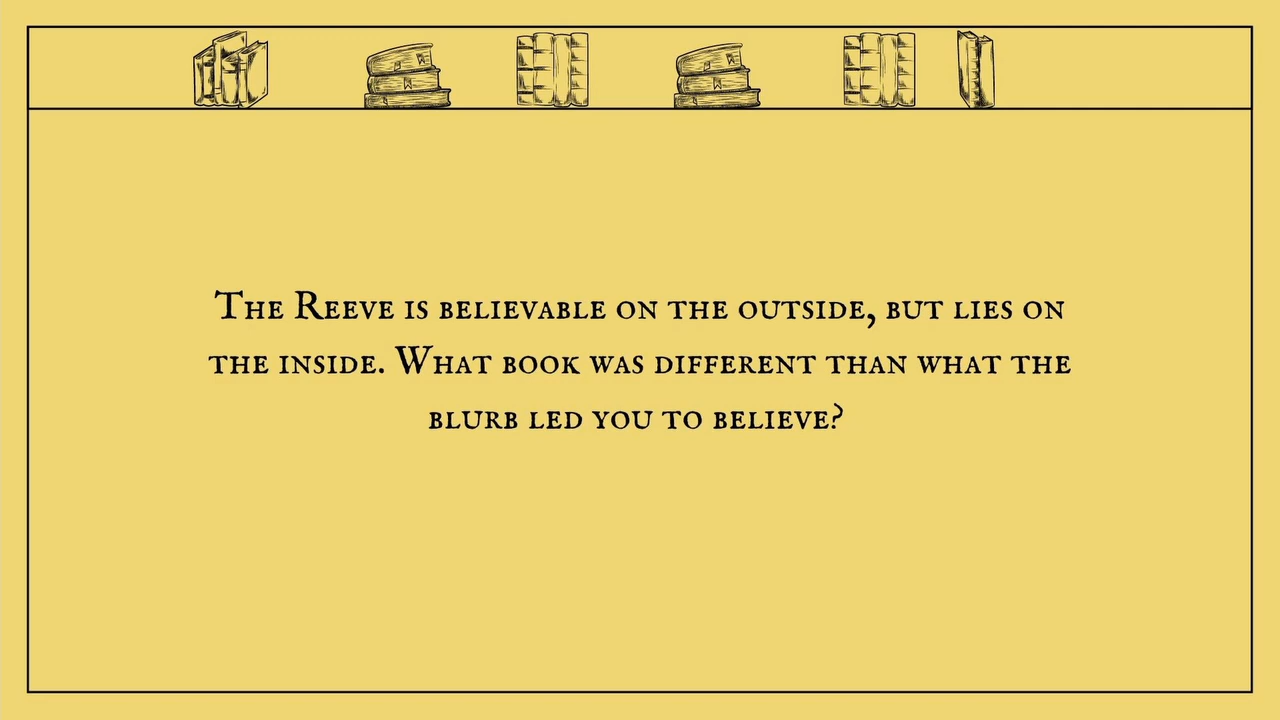 The Reeve is believable on the outside, but lies on
the inside. What book was different than what the
blurb led you to believe?